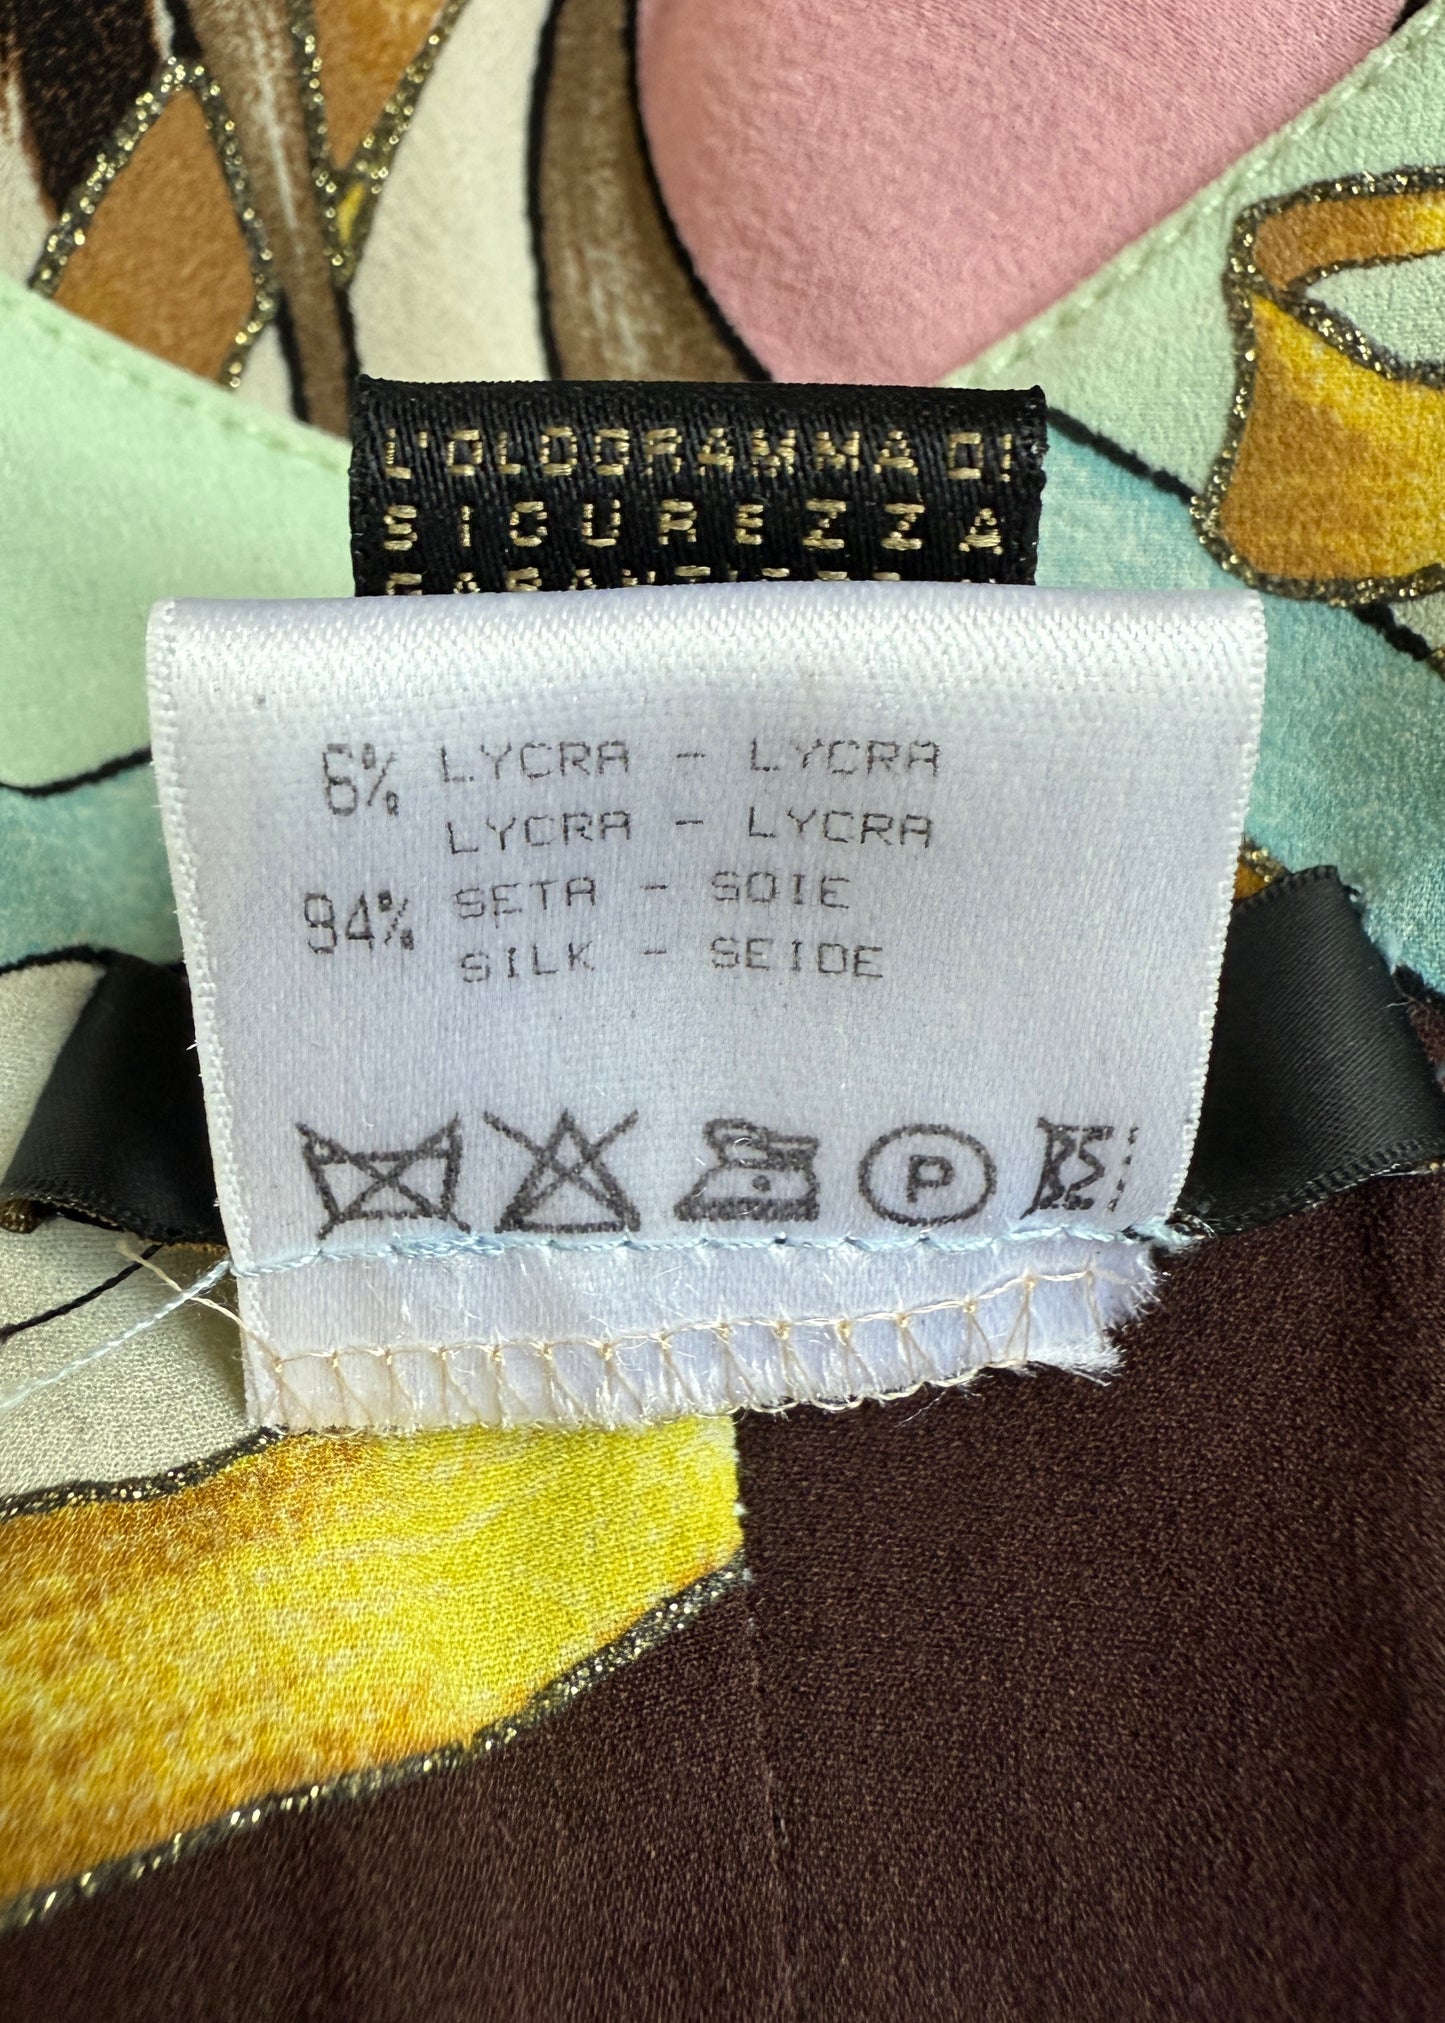 L'OLOGRAMMA DI
SICUREZZA
6% LYCRA - LYCRA
LYCRA - LYCRA
94% SETA - SOIE
SILK - SEIDE
P